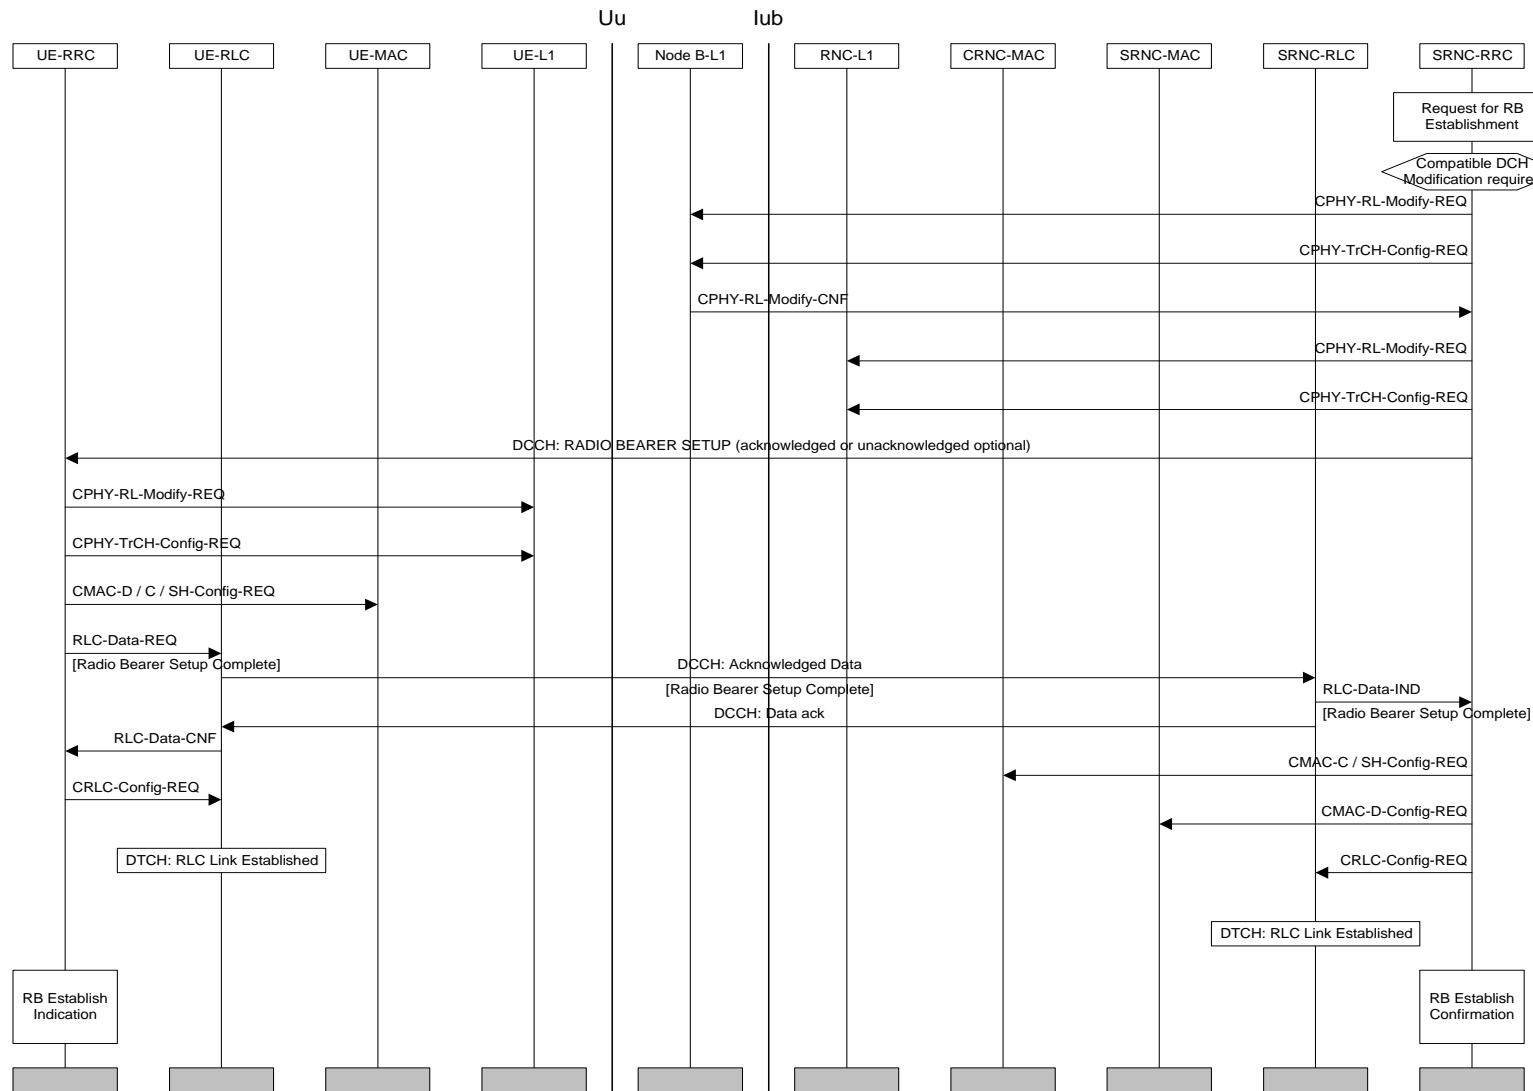 Uu
Iub
UE-RRC
UE-RLC
UE-MAC
UE-L1
Node B-L1
RNC-L1
CRNC-MAC
SRNC-MAC
SRNC-RLC
SRNC-RRC
Request for RB
Establishment
Compatible DCH
Modification require
CPHY-RL-Modify-REQ
CPHY-TrCH-Config-REQ
CPHY-RL-Modify-CNF
CPHY-RL-Modify-REQ
CPHY-TrCH-Config-REQ
DCCH: RADIO BEARER SETUP (acknowledged or unacknowledged optional)
CPHY-RL-Modify-REQ
CPHY-TrCH-Config-REQ
CMAC-D / C / SH-Config-REQ
RLC-Data-REQ
[Radio Bearer Setup Complete]
DCCH: Acknowledged Data
[Radio Bearer Setup Complete]
RLC-Data-IND
[Radio Bearer Setup Complete]
DCCH: Data ack
RLC-Data-CNF
CMAC-C / SH-Config-REQ
CRLC-Config-REQ
CMAC-D-Config-REQ
DTCH: RLC Link Established
CRLC-Config-REQ
DTCH: RLC Link Established
RB Establish
Indication
RB Establish
Confirmation